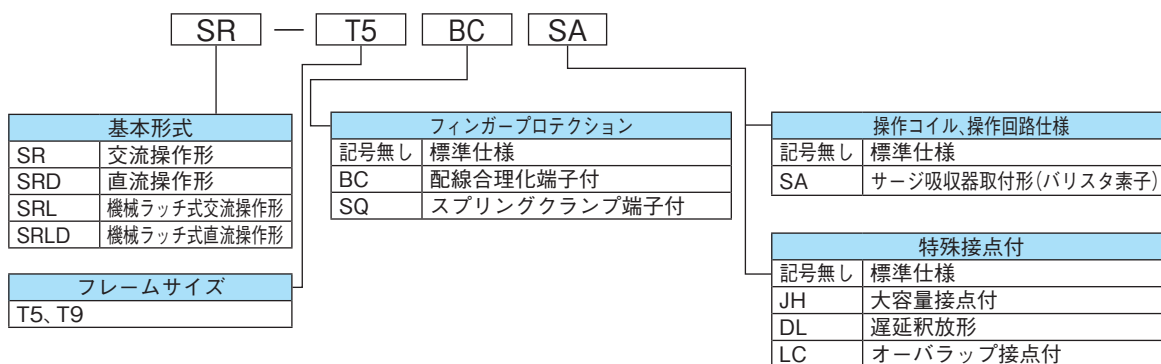 SR — T5 BC SA
基本形式
SR 交流操作形
SRD 直流操作形
SRL 機械ラッチ式交流操作形
SRLD 機械ラッチ式直流操作形
フレームサイズ
T5、T9
フィンガープロテクション
記号無し 標準仕様
BC 配線合理化端子付
SQ スプリングクランプ端子付
操作コイル、操作回路仕様
記号無し 標準仕様
SA サージ吸収器取付形(バリスタ素子)
特殊接点付
記号無し 標準仕様
JH 大容量接点付
DL 遅延釈放形
LC オーバラップ接点付